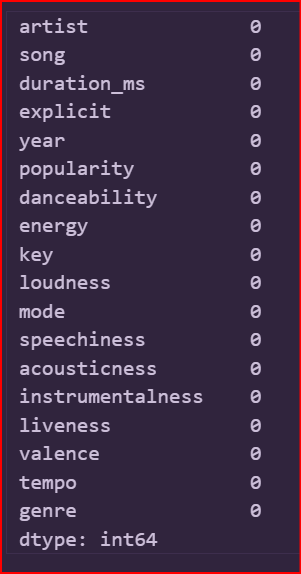 artist 0
song 0
duration_ms 0
explicit 0
year 0
popularity 0
danceability 0
energy 0
key 0
loudness 0
mode 0
speechiness 0
acousticness 0
instrumentalness 0
liveness 0
valence 0
tempo 0
genre 0
dtype: int64